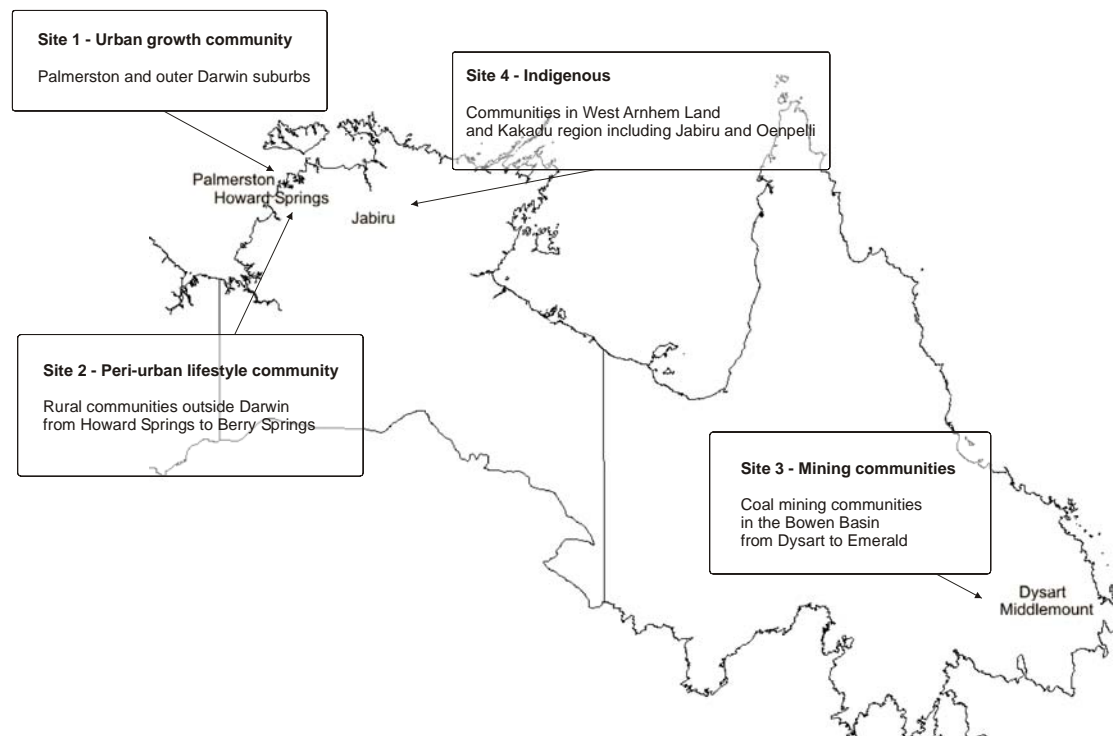 Site 1 - Urban growth community
Palmerston and outer Darwin suburbs
Site 4 - Indigenous
Communities in West Arnhem Land
and Kakadu region including Jabiru and Oenpelli
Palmerston
Howard Springs
Jabiru
Site 2 - Peri-urban lifestyle community
Rural communities outside Darwin
from Howard Springs to Berry Springs
Site 3 - Mining communities
Coal mining communities
in the Bowen Basin
from Dysart to Emerald
Dysart
Middlemount